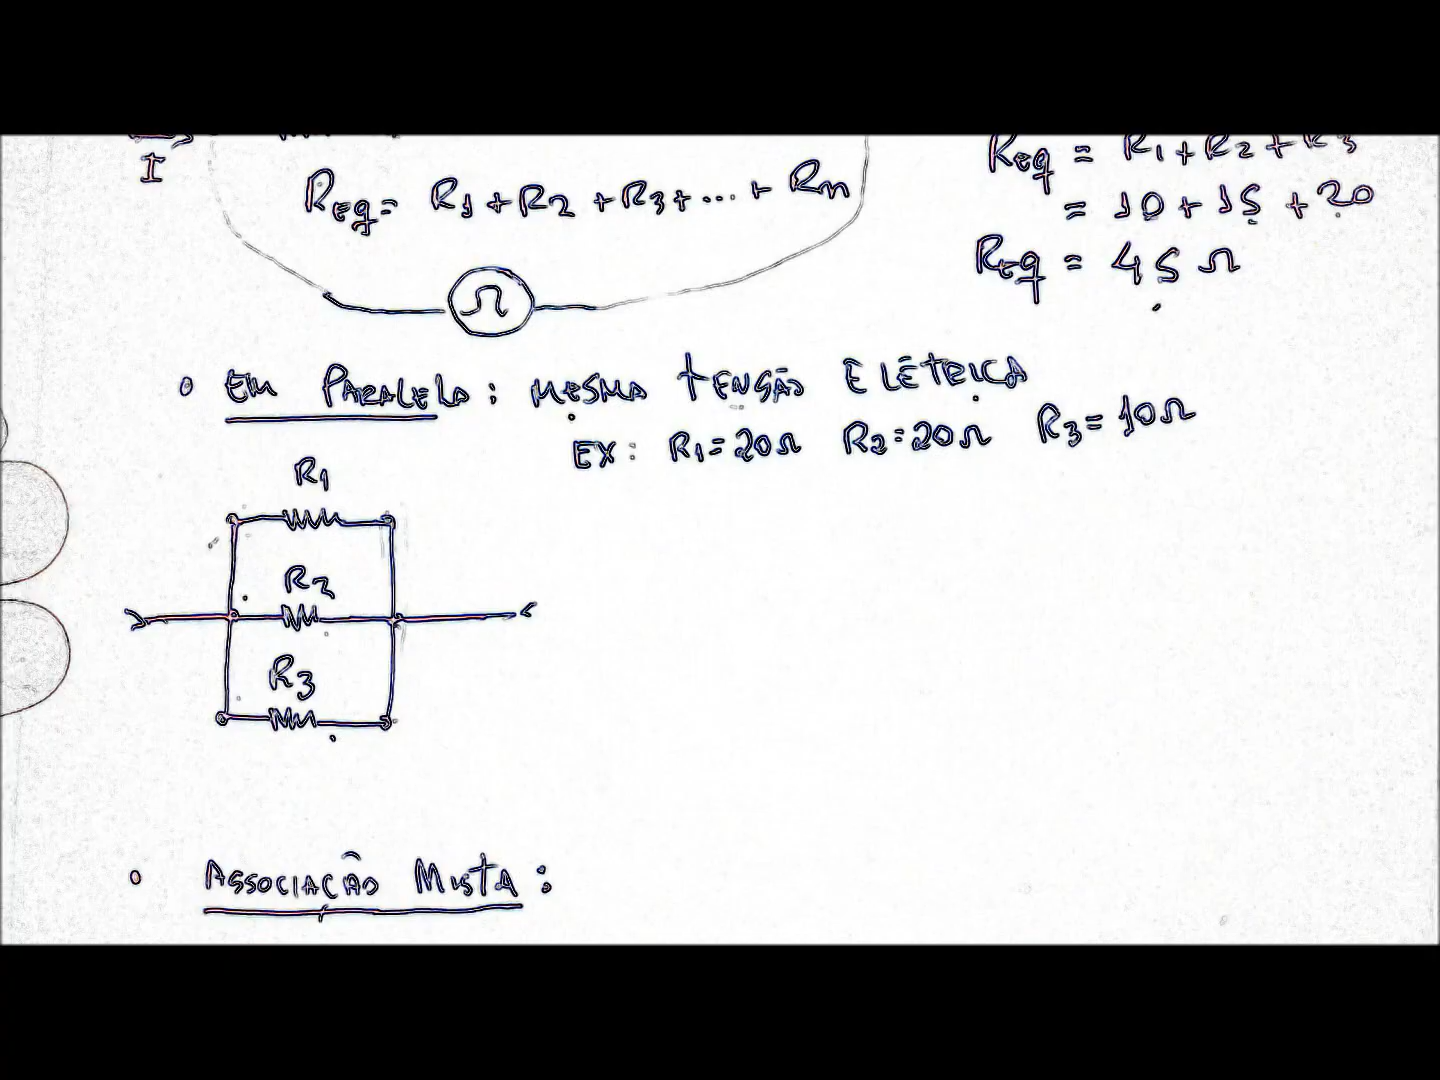 I
Req = R1+R2+R3+...+Rn
Req = R1+R2+R3
= 10+15+20
Req = 45 Ω
Ω
• EM PARALELO: MESMA TENSÃO ELÉTRICA
EX: R1=20Ω R2=20Ω R3=10Ω
R1
R2
R3
• ASSOCIAÇÃO MISTA: